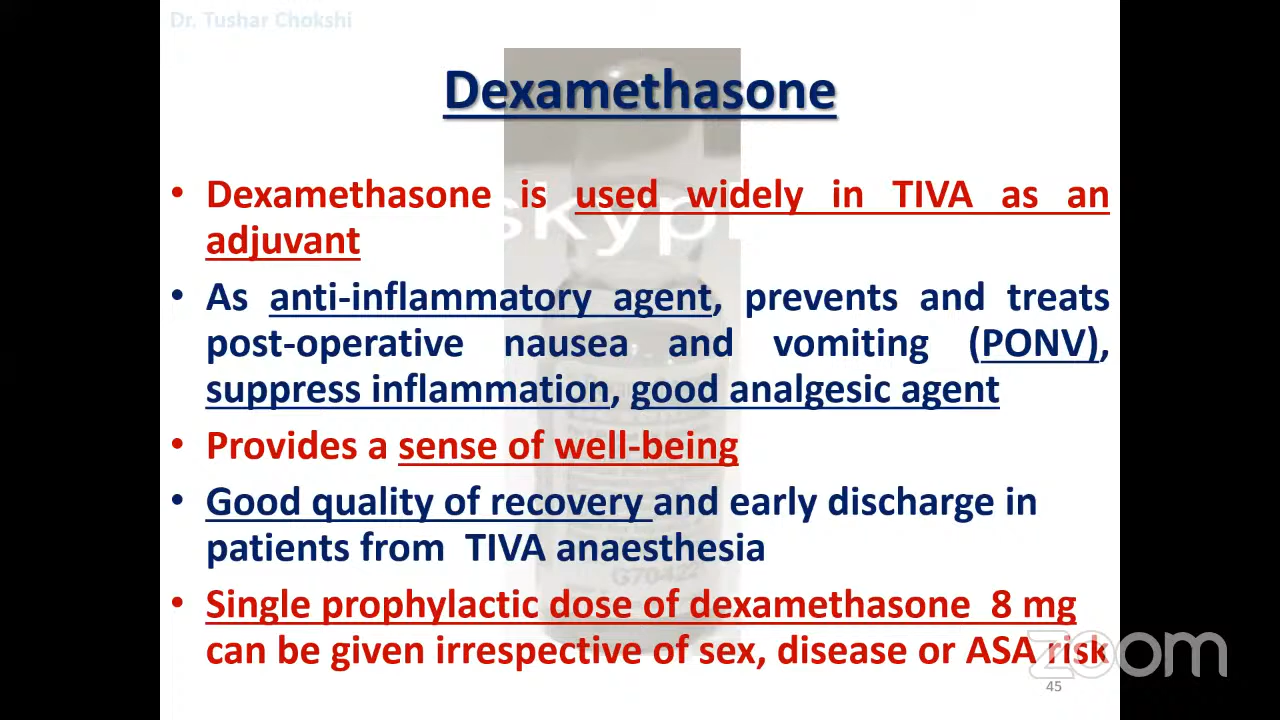 Dr. Tushar Chokshi
Dexamethasone
• Dexamethasone is used widely in TIVA as an
adjuvant
• As anti-inflammatory agent, prevents and treats
post-operative nausea and vomiting (PONV),
suppress inflammation, good analgesic agent
• Provides a sense of well-being
• Good quality of recovery and early discharge in
patients from TIVA anaesthesia
G70422
• Single prophylactic dose of dexamethasone 8 mg
can be given irrespective of sex, disease or ASA risk
zoom
45